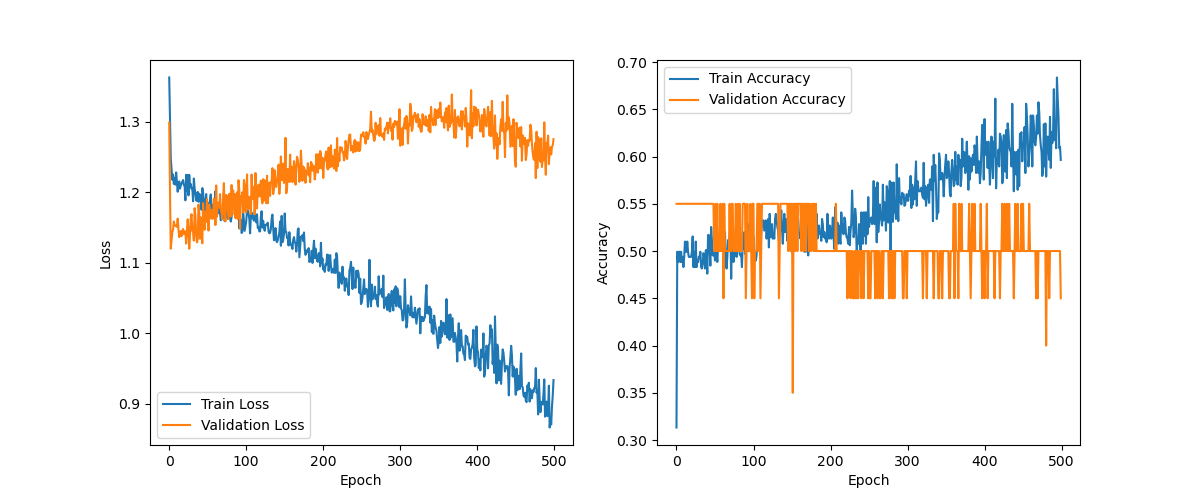 Loss
1.3
1.2
1.1
1.0
0.9
Train Loss
Validation Loss
0 100 200 300 400 500
Epoch
Accuracy
0.70
0.65
0.60
0.55
0.50
0.45
0.40
0.35
0.30
Train Accuracy
Validation Accuracy
0 100 200 300 400 500
Epoch